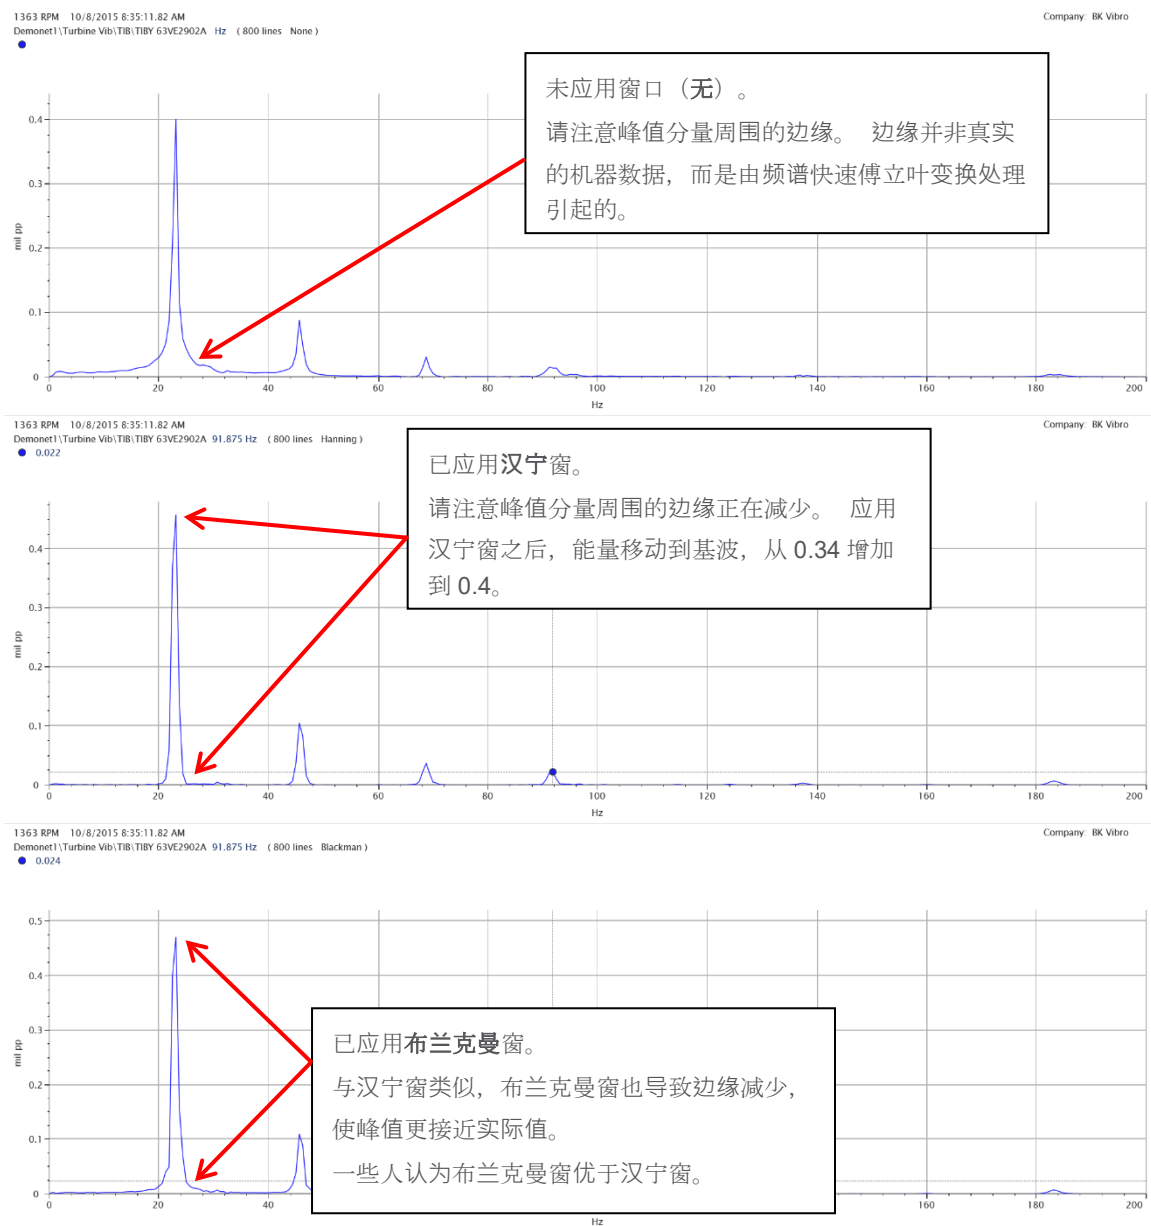 1363 RPM 10/8/2015 8:35:11.82 AM
Company: BK Vibro
Demonet1\Turbine Vib\TIB\TIBY 63VE2902A Hz (800 lines None)
未应用窗口（无）。
请注意峰值分量周围的边缘。 边缘并非真实
的机器数据，而是由频谱快速傅立叶变换处理
引起的。
0.4
0.3
0.2
0.1
0
mil pp
0 20 40 60 80 100 120 140 160 180 200
Hz
1363 RPM 10/8/2015 8:35:11.82 AM
Company: BK Vibro
Demonet1\Turbine Vib\TIB\TIBY 63VE2902A 91.875 Hz (800 lines Hanning)
0.022
已应用汉宁窗。
请注意峰值分量周围的边缘正在减少。 应用
汉宁窗之后，能量移动到基波，从 0.34 增加
到 0.4。
0.4
0.3
0.2
0.1
0
mil pp
0 20 40 60 80 100 120 140 160 180 200
Hz
1363 RPM 10/8/2015 8:35:11.82 AM
Company: BK Vibro
Demonet1\Turbine Vib\TIB\TIBY 63VE2902A 91.875 Hz (800 lines Blackman)
0.024
0.5
0.4
0.3
0.2
0.1
0
mil pp
已应用布兰克曼窗。
与汉宁窗类似，布兰克曼窗也导致边缘减少，
使峰值更接近实际值。
一些人认为布兰克曼窗优于汉宁窗。
0 20 40 160 180 200
Hz